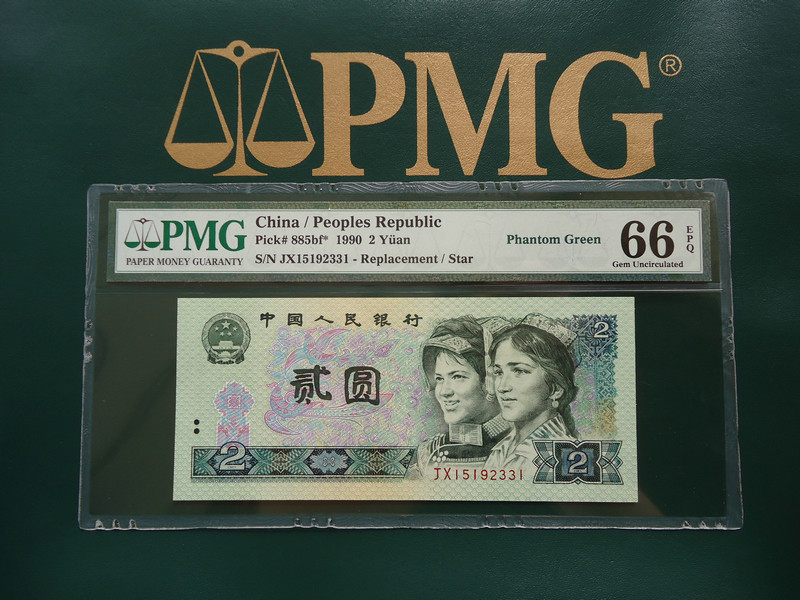 PMG®
PMG
PAPER MONEY GUARANTY
China / Peoples Republic
Pick# 885bf* 1990 2 Yüan
S/N JX15192331 - Replacement / Star
Phantom Green
66
EPQ
Gem Uncirculated
中国人民银行
2
贰圆
2
JX15192331
2